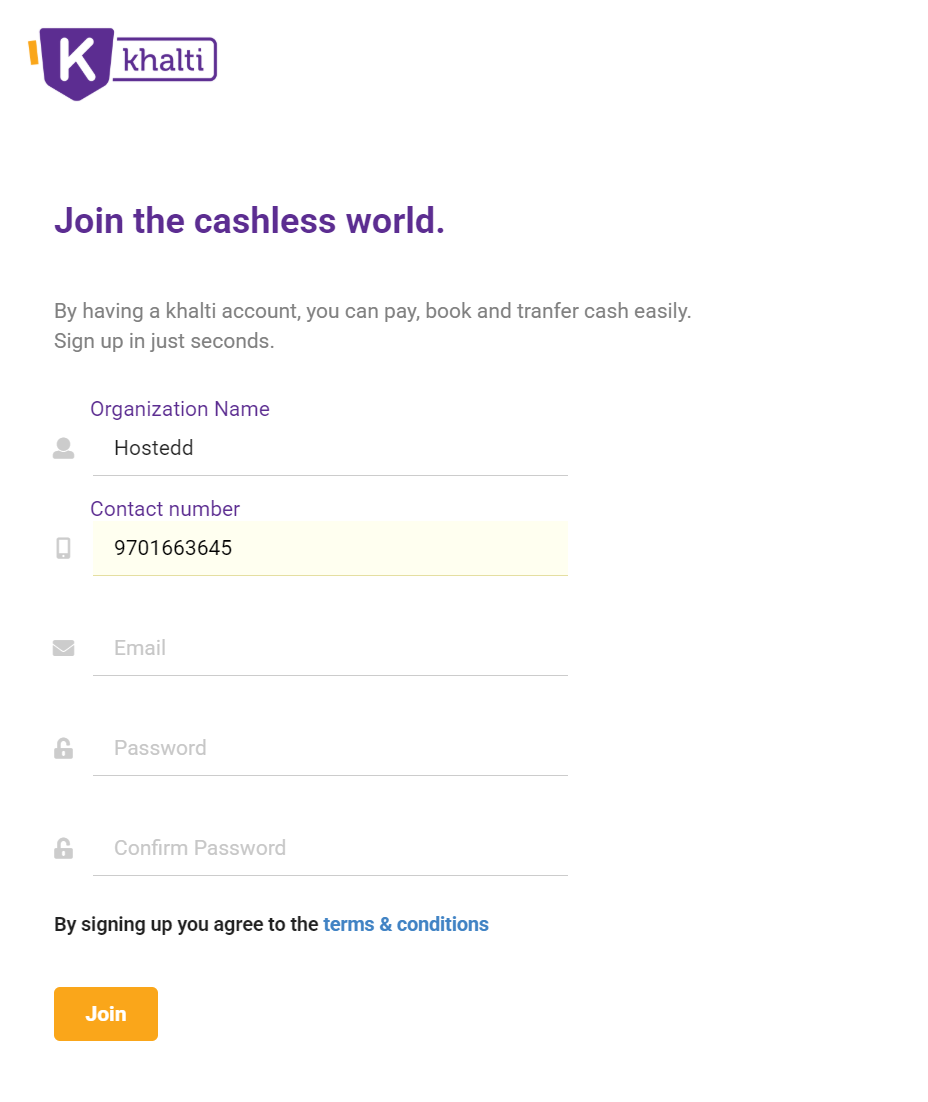 K khalti
Join the cashless world.
By having a khalti account, you can pay, book and tranfer cash easily.
Sign up in just seconds.
Organization Name
Hostedd
Contact number
9701663645
Email
Password
Confirm Password
By signing up you agree to the terms & conditions
Join